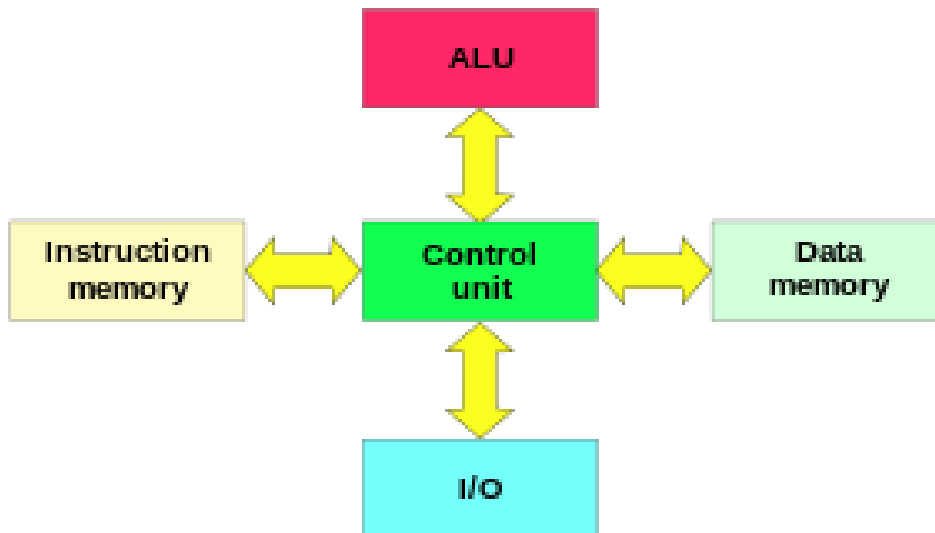 ALU
Instruction
memory
Control
unit
Data
memory
I/O